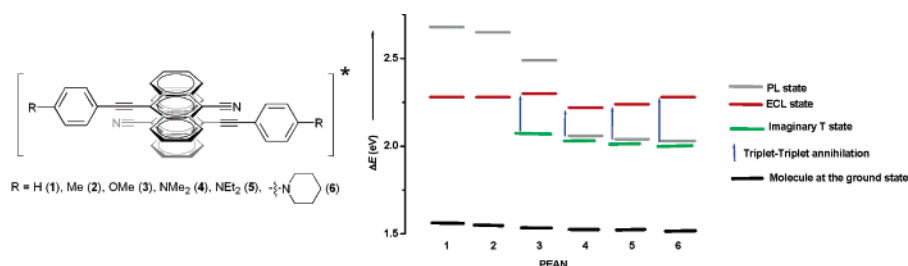 *
R
CN
CN
R
R = H (1), Me (2), OMe (3), NMe₂ (4), NEt₂ (5), N (6)
ΔE (eV)
2.5
2.0
1.5
1 2 3 4 5 6
PEAN
PL state
ECL state
Imaginary T state
Triplet-Triplet annihilation
Molecule at the ground state